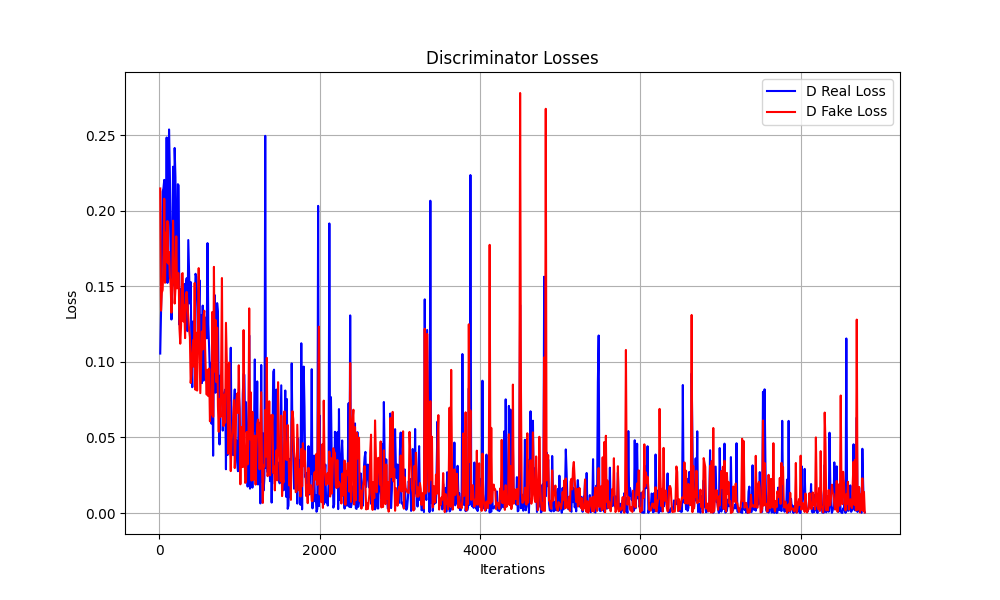 Discriminator Losses
D Real Loss
D Fake Loss
0.25
0.20
0.15
0.10
0.05
0.00
Loss
0
2000
4000
6000
8000
Iterations